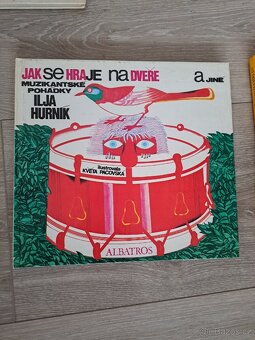 JAK SE HRAJE NA DVEŘE A JINÉ
MUZIKANTSKÉ
POHÁDKY
ILJA
HURNÍK
ilustrovala
KVĚTA PACOVSKÁ
ALBATROS